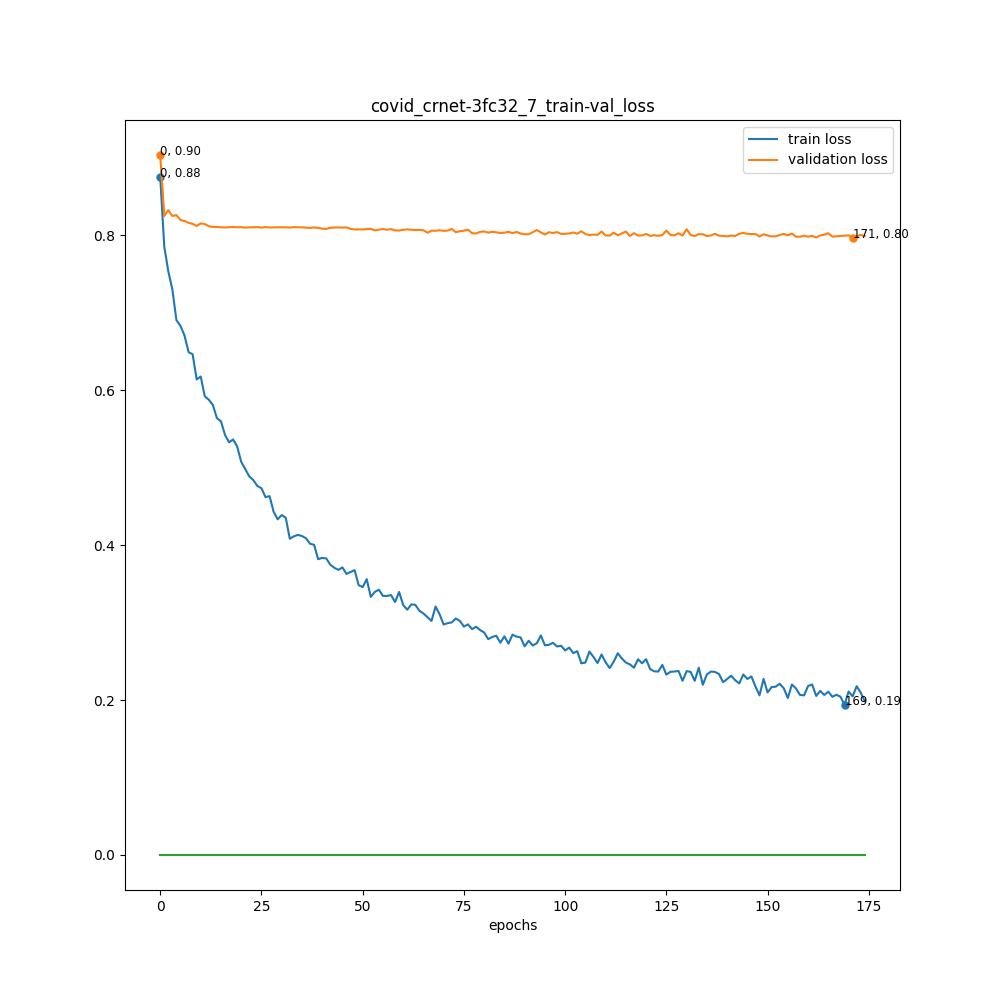 covid_crnet-3fc32_7_train-val_loss
train loss
validation loss
0, 0.90
0, 0.88
171, 0.80
169, 0.19
0.8
0.6
0.4
0.2
0.0
0 25 50 75 100 125 150 175
epochs